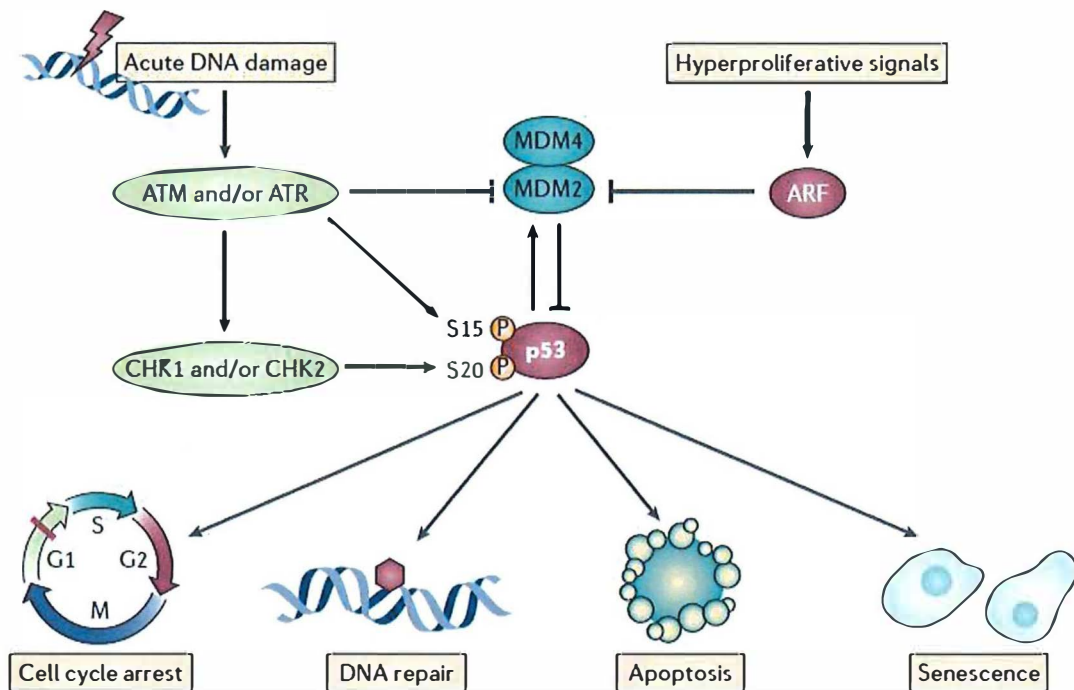 Acute DNA damage
Hyperproliferative signals
MDM4
MDM2
ATM and/or ATR
ARF
S15 P
p53
S20 P
CHK1 and/or CHK2
S
G1
G2
M
Cell cycle arrest
DNA repair
Apoptosis
Senescence